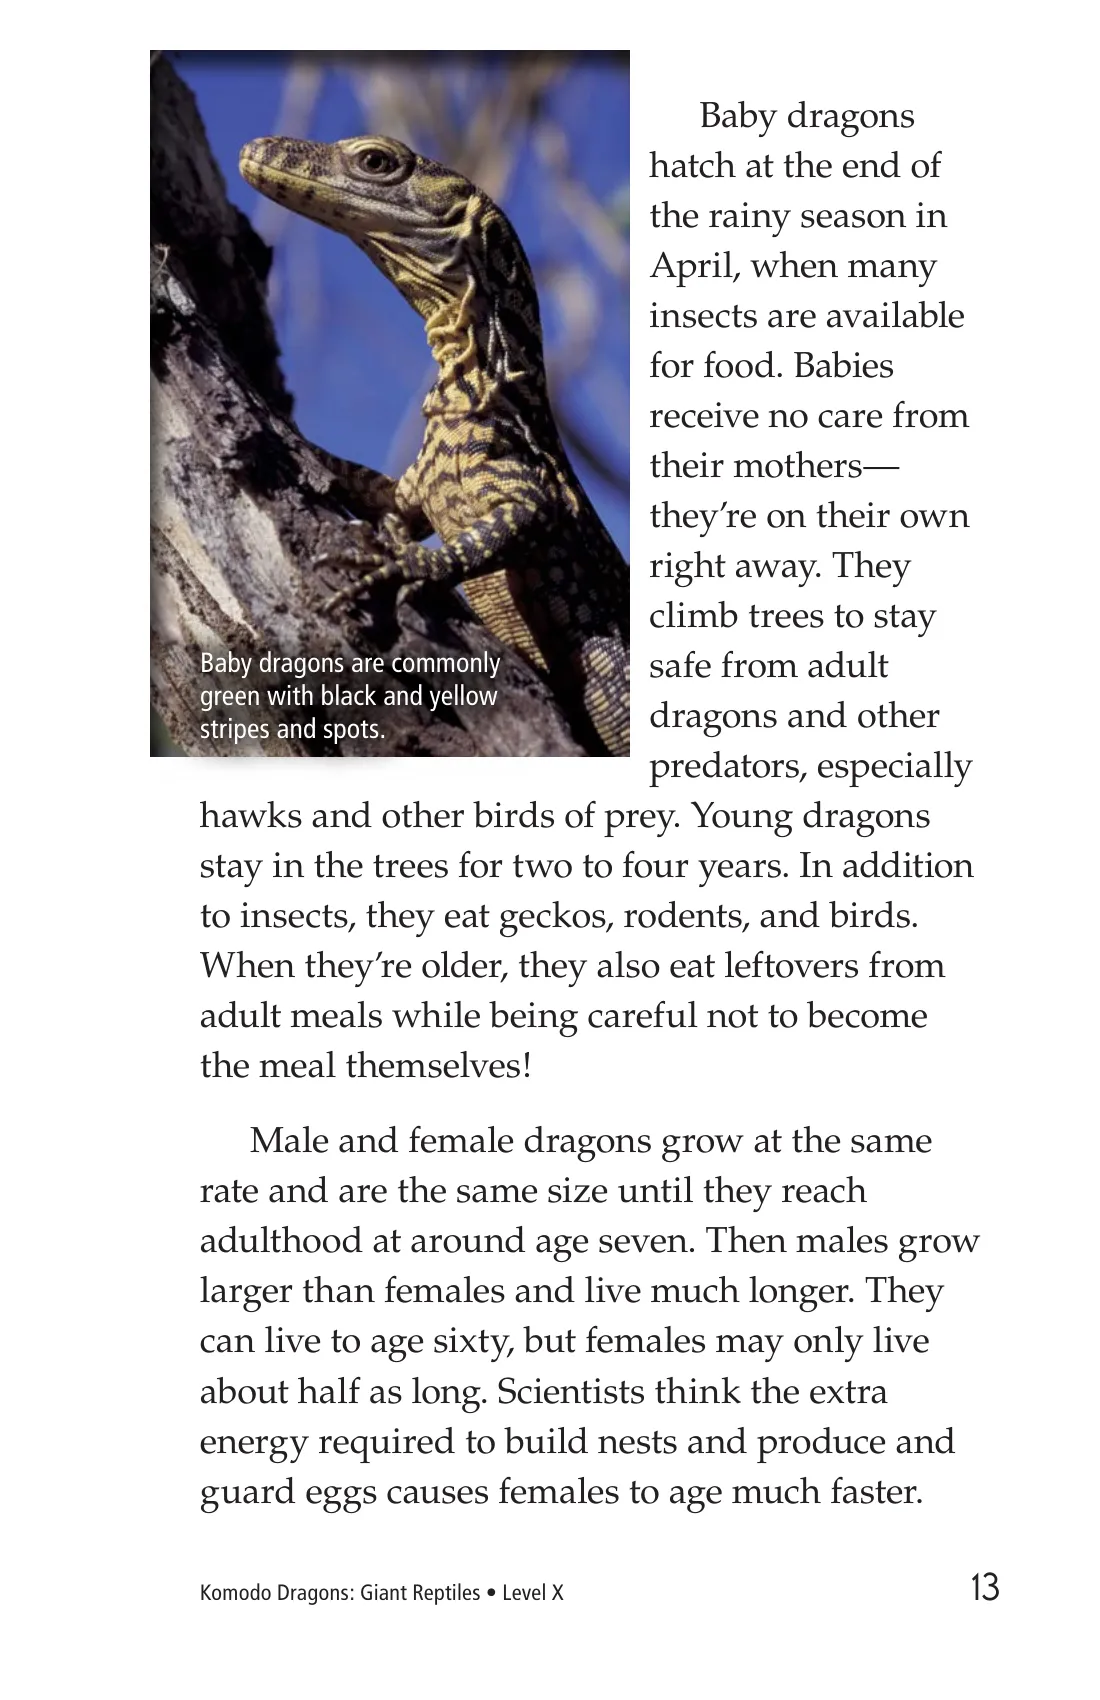 Baby dragons
hatch at the end of
the rainy season in
April, when many
insects are available
for food. Babies
receive no care from
their mothers—
they’re on their own
right away. They
climb trees to stay
safe from adult
dragons and other
predators, especially
hawks and other birds of prey. Young dragons
stay in the trees for two to four years. In addition
to insects, they eat geckos, rodents, and birds.
When they’re older, they also eat leftovers from
adult meals while being careful not to become
the meal themselves!
Baby dragons are commonly
green with black and yellow
stripes and spots.
Male and female dragons grow at the same
rate and are the same size until they reach
adulthood at around age seven. Then males grow
larger than females and live much longer. They
can live to age sixty, but females may only live
about half as long. Scientists think the extra
energy required to build nests and produce and
guard eggs causes females to age much faster.
Komodo Dragons: Giant Reptiles • Level X
13